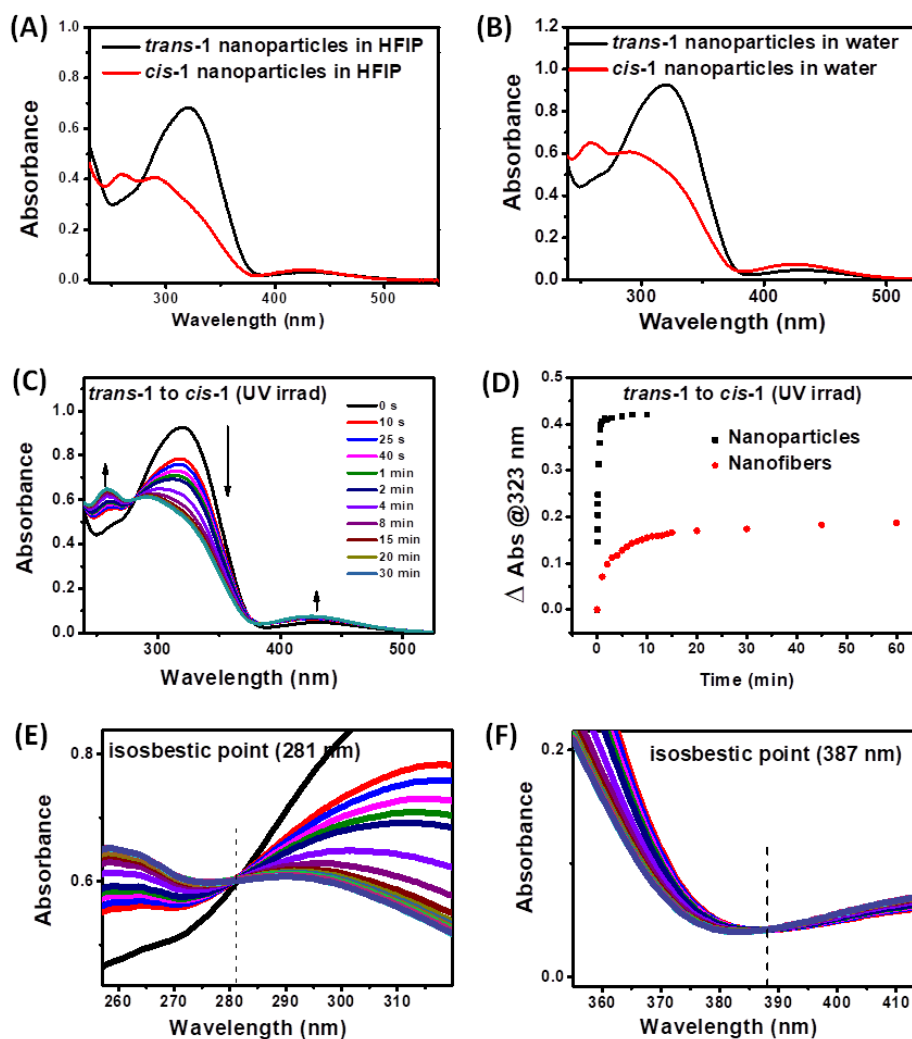 (A)
trans-1 nanoparticles in HFIP
cis-1 nanoparticles in HFIP
1.0
0.8
0.6
0.4
0.2
0.0
Absorbance
300 400 500
Wavelength (nm)
(B)
trans-1 nanoparticles in water
cis-1 nanoparticles in water
1.2
1.0
0.8
0.6
0.4
0.2
0.0
Absorbance
300 400 500
Wavelength (nm)
(C)
trans-1 to cis-1 (UV irrad)
0 s
10 s
25 s
40 s
1 min
2 min
4 min
8 min
15 min
20 min
30 min
1.0
0.8
0.6
0.4
0.2
0.0
Absorbance
300 400 500
Wavelength (nm)
(D)
trans-1 to cis-1 (UV irrad)
Nanoparticles
Nanofibers
0.5
0.4
0.3
0.2
0.1
0.0
Δ Abs @323 nm
0 10 20 30 40 50 60
Time (min)
(E)
isosbestic point (281 nm)
0.8
0.6
Absorbance
260 270 280 290 300 310
Wavelength (nm)
(F)
isosbestic point (387 nm)
0.2
0.0
Absorbance
360 370 380 390 400 410
Wavelength (nm)